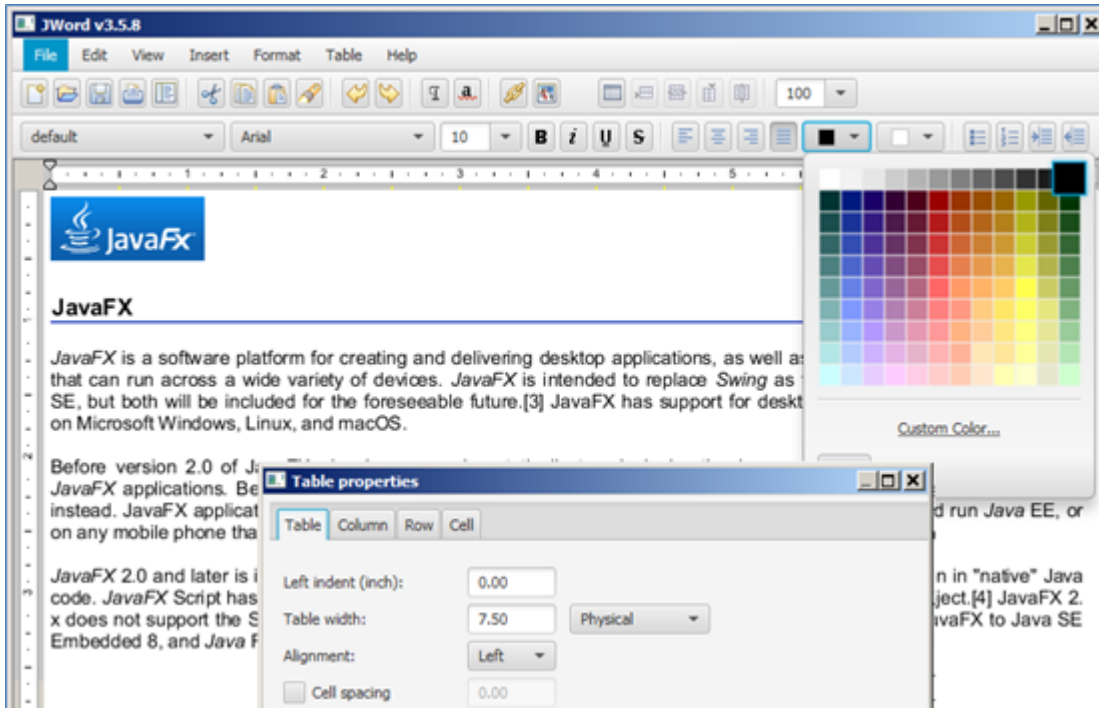 JWord v3.5.8
File Edit View Insert Format Table Help
100
default Arial 10 B i U S
1 2 3 4 5
JavaFx
JavaFX
JavaFX is a software platform for creating and delivering desktop applications, as well as
that can run across a wide variety of devices. JavaFX is intended to replace Swing as
SE, but both will be included for the foreseeable future.[3] JavaFX has support for deskt
on Microsoft Windows, Linux, and macOS.
Custom Color...
Before version 2.0 of
JavaFX applications. Be
instead. JavaFX applicat d run Java EE, or
on any mobile phone tha
JavaFX 2.0 and later is i n in "native" Java
code. JavaFX Script has ject.[4] JavaFX 2.
x does not support the S vaFX to Java SE
Embedded 8, and Java F
Table properties
Table Column Row Cell
Left indent (inch): 0.00
Table width: 7.50 Physical
Alignment: Left
Cell spacing 0.00